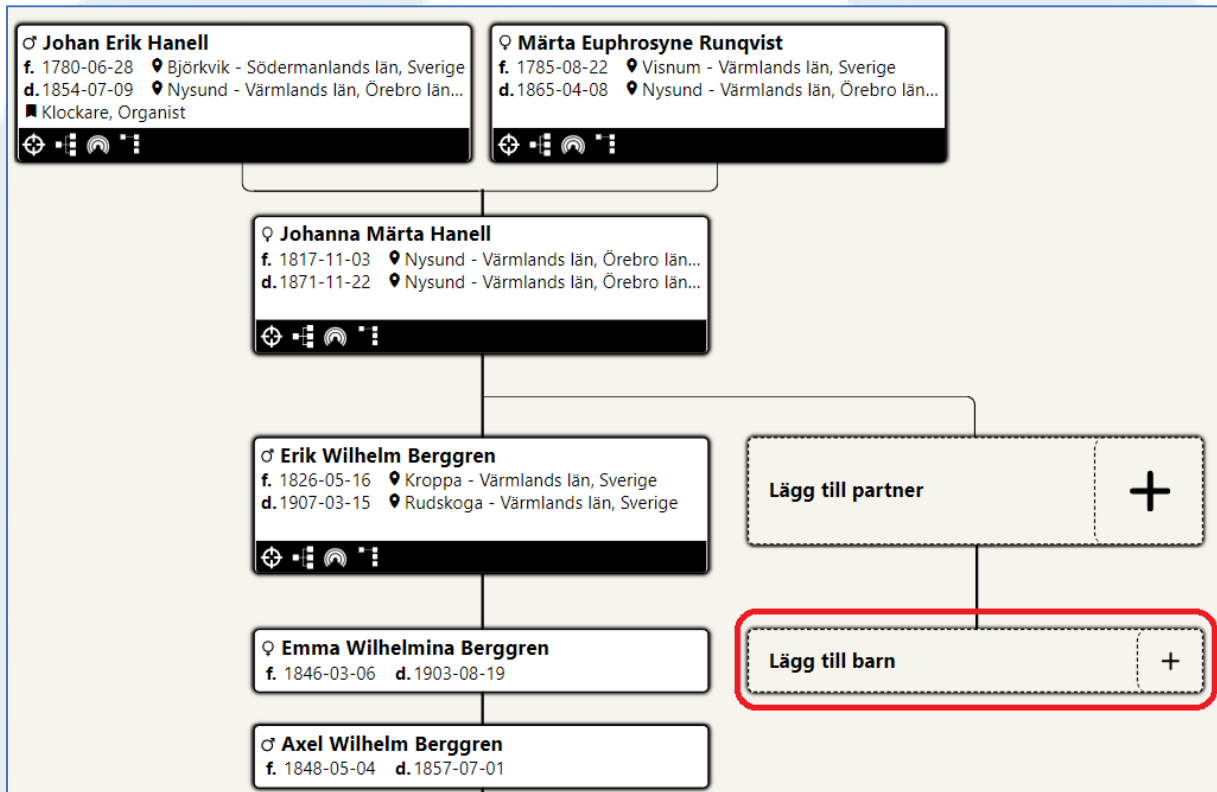 ♂ Johan Erik Hanell
f. 1780-06-28 Björkvik - Södermanlands län, Sverige
d. 1854-07-09 Nysund - Värmlands län, Örebro län...
Klockare, Organist
♀ Märta Euphrosyne Runqvist
f. 1785-08-22 Visnum - Värmlands län, Sverige
d. 1865-04-08 Nysund - Värmlands län, Örebro län...
♀ Johanna Märta Hanell
f. 1817-11-03 Nysund - Värmlands län, Örebro län...
d. 1871-11-22 Nysund - Värmlands län, Örebro län...
♂ Erik Wilhelm Berggren
f. 1826-05-16 Kroppa - Värmlands län, Sverige
d. 1907-03-15 Rudskoga - Värmlands län, Sverige
Lägg till partner +
♀ Emma Wilhelmina Berggren
f. 1846-03-06 d. 1903-08-19
Lägg till barn +
♂ Axel Wilhelm Berggren
f. 1848-05-04 d. 1857-07-01